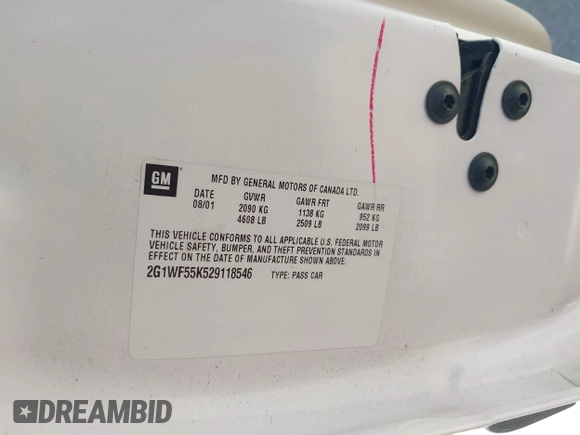 GM
MFD BY GENERAL MOTORS OF CANADA LTD.
DATE GVWR GAWR FRT GAWR RR
08/01 2090 KG 1138 KG 952 KG
4608 LB 2509 LB 2099 LB
THIS VEHICLE CONFORMS TO ALL APPLICABLE U.S. FEDERAL MOTOR
VEHICLE SAFETY, BUMPER, AND THEFT PREVENTION STANDARDS IN
EFFECT ON THE DATE OF MANUFACTURE SHOWN ABOVE.
2G1WF55K529118546 TYPE: PASS CAR
DREAMBID